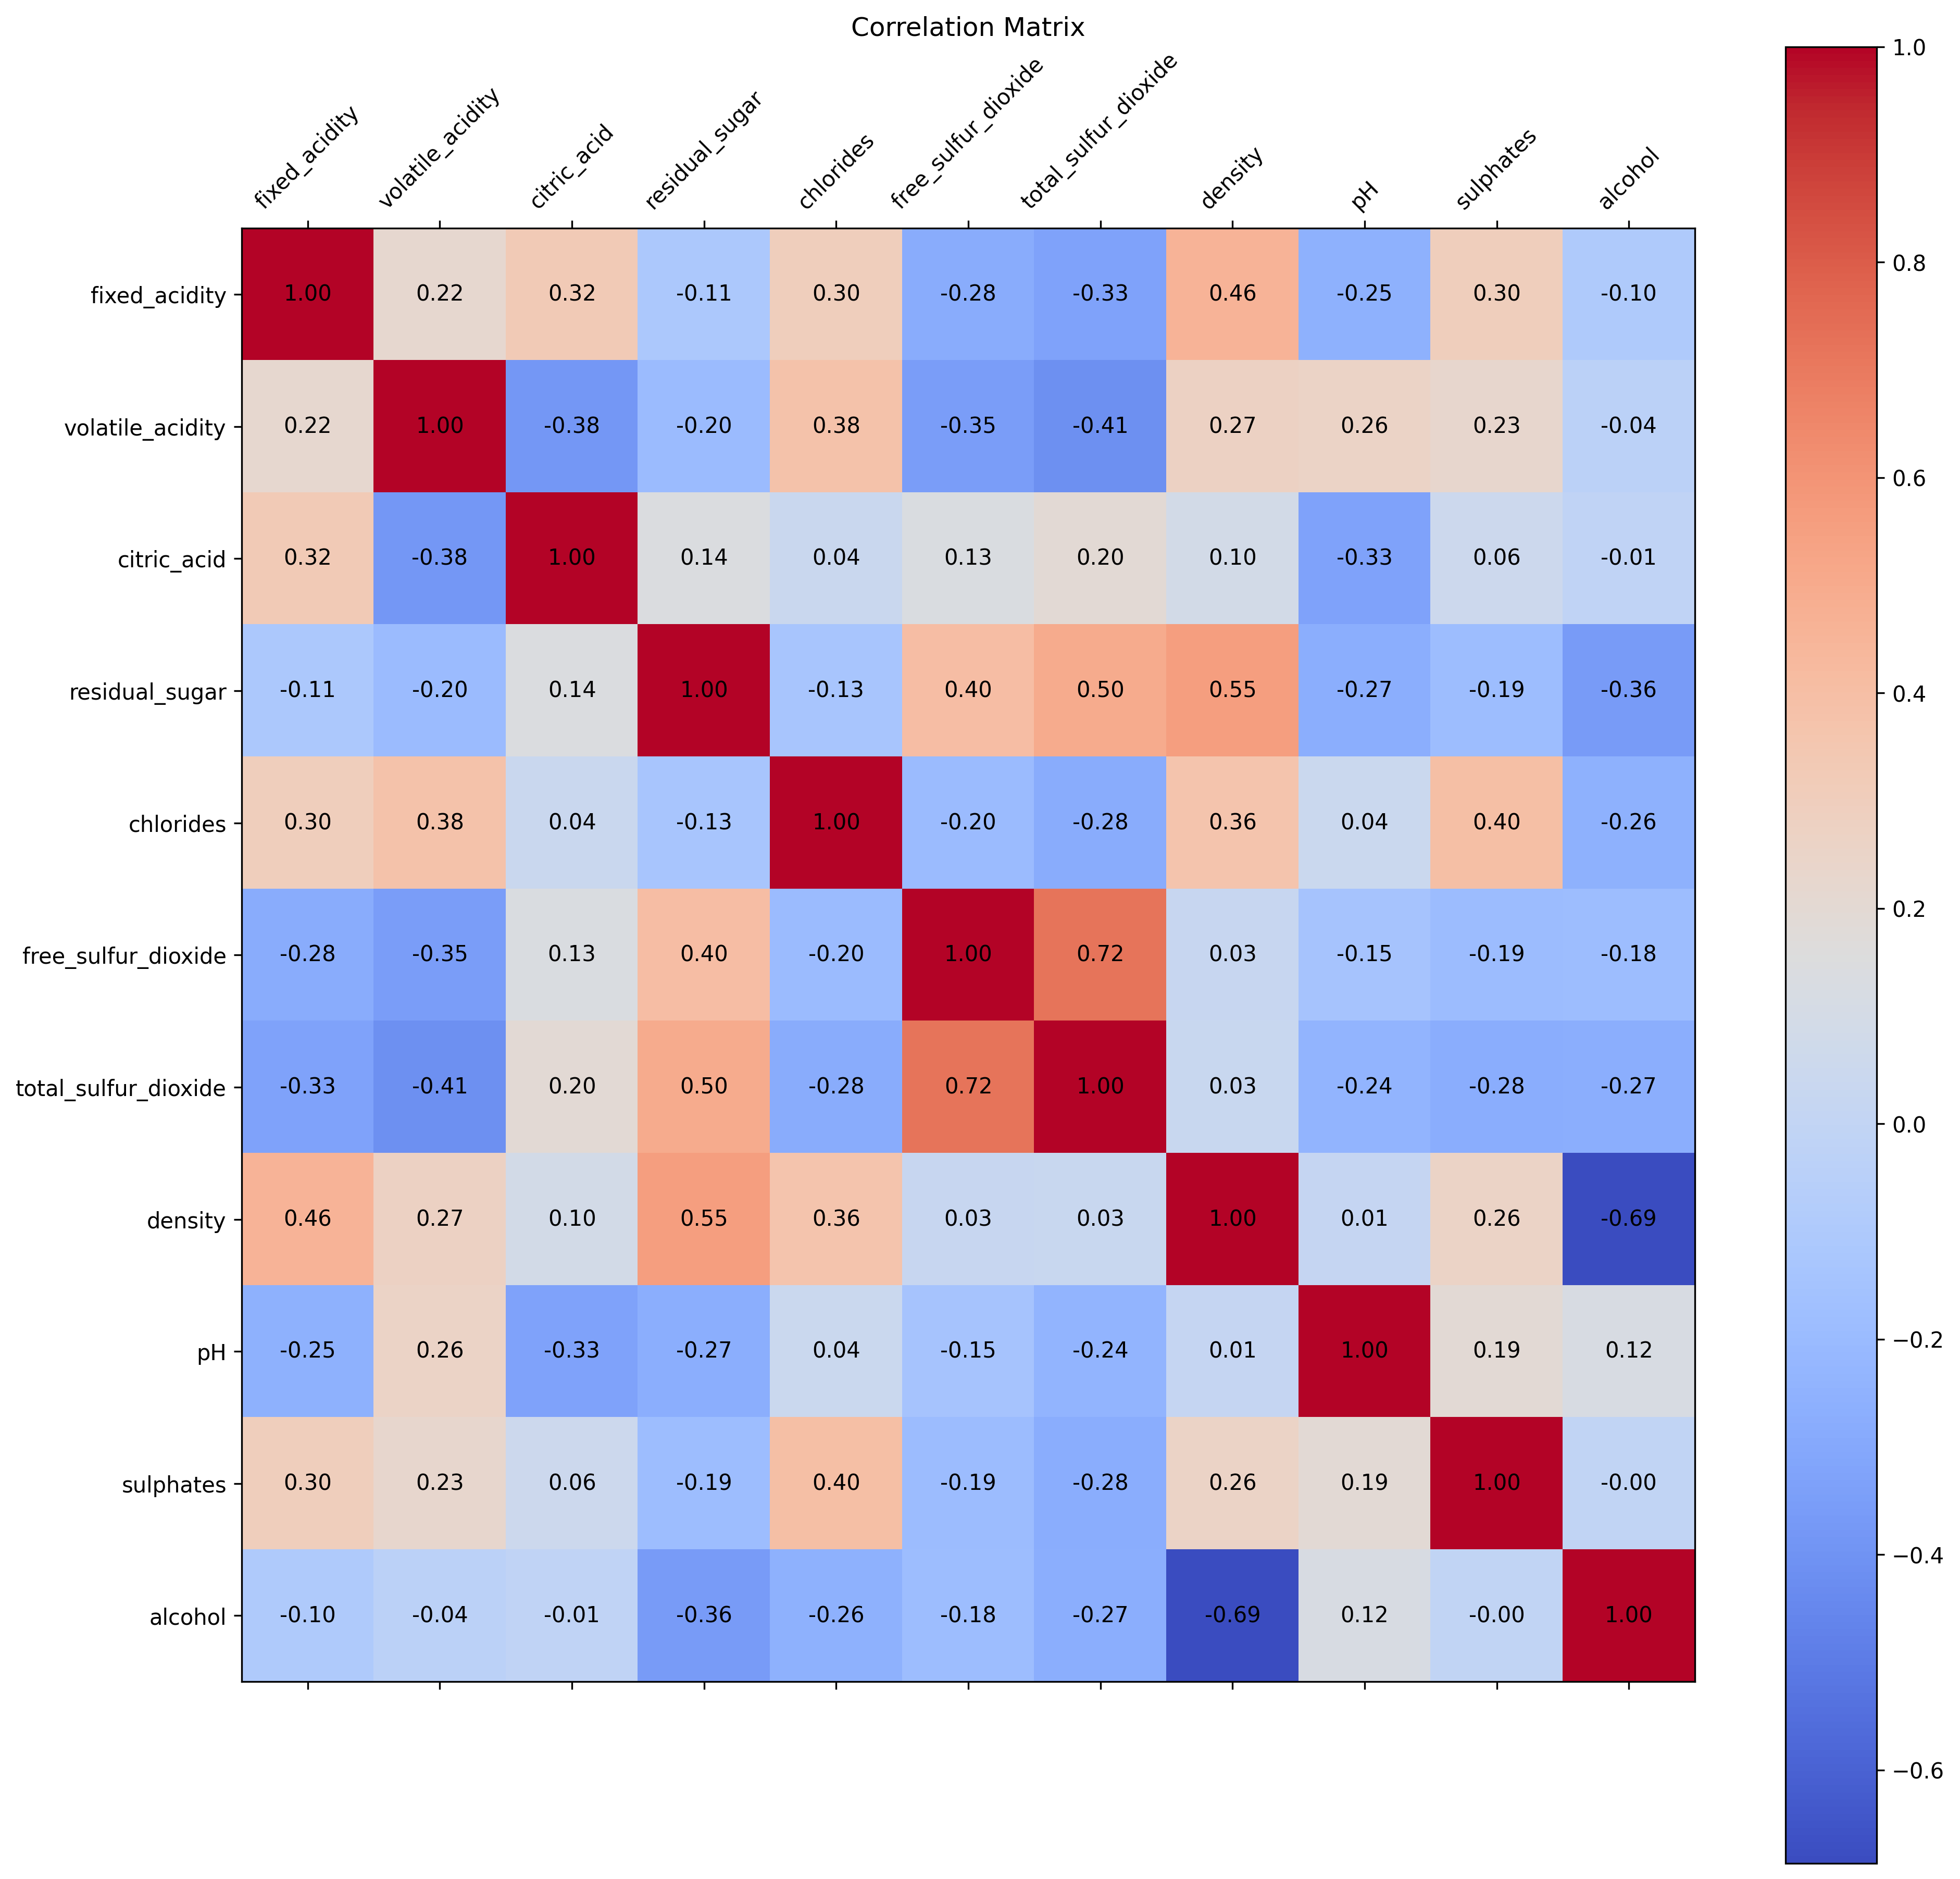 Correlation Matrix
fixed_acidity volatile_acidity citric_acid residual_sugar chlorides free_sulfur_dioxide total_sulfur_dioxide density pH sulphates alcohol
fixed_acidity 1.00 0.22 0.32 -0.11 0.30 -0.28 -0.33 0.46 -0.25 0.30 -0.10
volatile_acidity 0.22 1.00 -0.38 -0.20 0.38 -0.35 -0.41 0.27 0.26 0.23 -0.04
citric_acid 0.32 -0.38 1.00 0.14 0.04 0.13 0.20 0.10 -0.33 0.06 -0.01
residual_sugar -0.11 -0.20 0.14 1.00 -0.13 0.40 0.50 0.55 -0.27 -0.19 -0.36
chlorides 0.30 0.38 0.04 -0.13 1.00 -0.20 -0.28 0.36 0.04 0.40 -0.26
free_sulfur_dioxide -0.28 -0.35 0.13 0.40 -0.20 1.00 0.72 0.03 -0.15 -0.19 -0.18
total_sulfur_dioxide -0.33 -0.41 0.20 0.50 -0.28 0.72 1.00 0.03 -0.24 -0.28 -0.27
density 0.46 0.27 0.10 0.55 0.36 0.03 0.03 1.00 0.01 0.26 -0.69
pH -0.25 0.26 -0.33 -0.27 0.04 -0.15 -0.24 0.01 1.00 0.19 0.12
sulphates 0.30 0.23 0.06 -0.19 0.40 -0.19 -0.28 0.26 0.19 1.00 -0.00
alcohol -0.10 -0.04 -0.01 -0.36 -0.26 -0.18 -0.27 -0.69 0.12 -0.00 1.00
1.0
0.8
0.6
0.4
0.2
0.0
−0.2
−0.4
−0.6